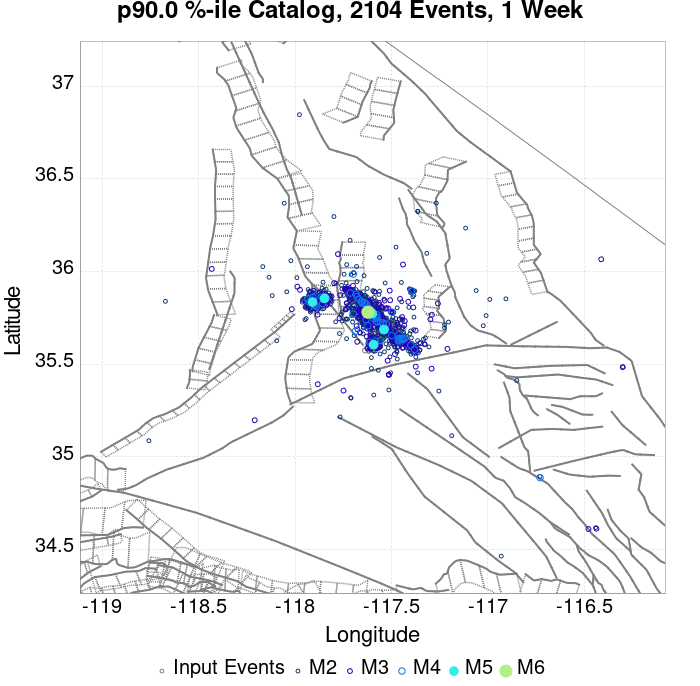 p90.0 %-ile Catalog, 2104 Events, 1 Week
37
36.5
36
35.5
35
34.5
Latitude
-119 -118.5 -118 -117.5 -117 -116.5
Longitude
Input Events M2 M3 M4 M5 M6